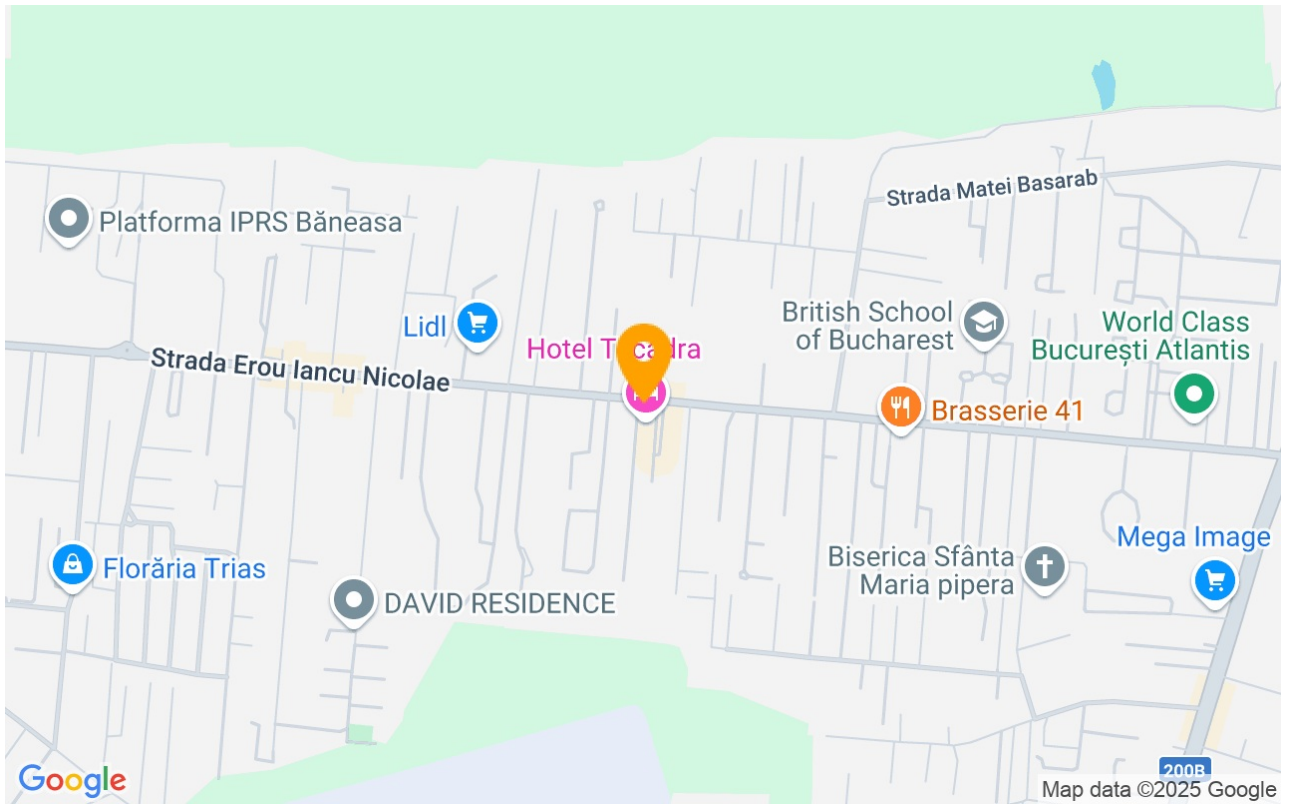 Strada Matei Basarab
Platforma IPRS Băneasa
British School
of Bucharest
World Class
București Atlantis
Lidl
Hotel
Strada Erou Iancu Nicolae
Brasserie 41
Mega Image
Biserica Sfânta
Maria pipera
Florăria Trias
DAVID RESIDENCE
200B
Google
Map data ©2025 Google